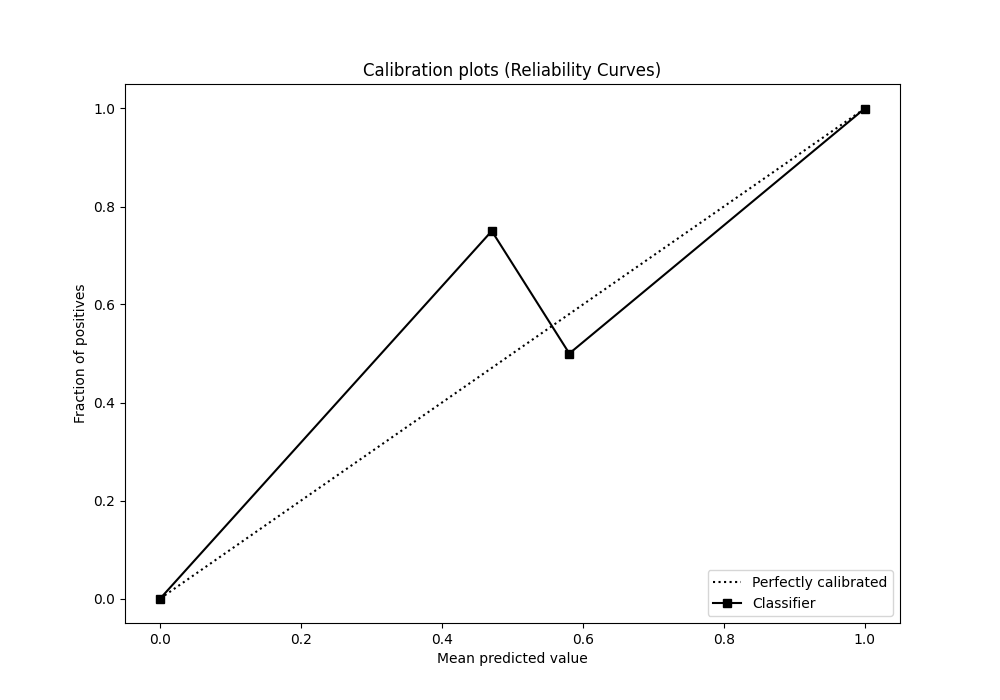 Calibration plots (Reliability Curves)
1.0
0.8
0.6
0.4
0.2
0.0
Fraction of positives
0.0 0.2 0.4 0.6 0.8 1.0
Mean predicted value
Perfectly calibrated
Classifier